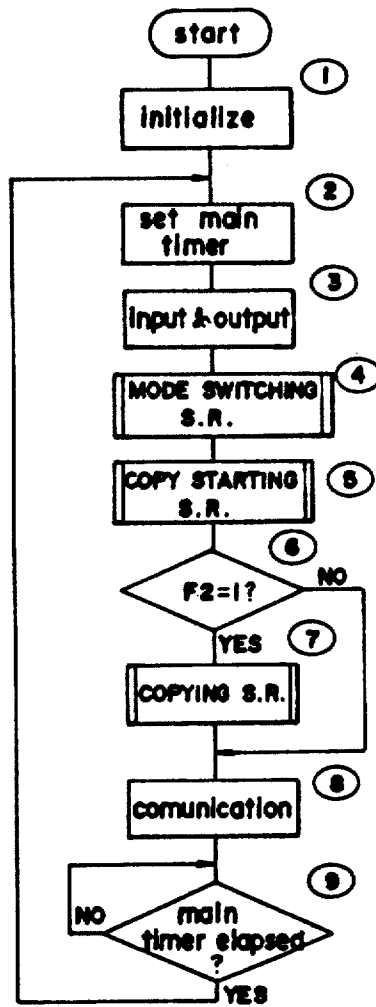 start
1
initialize
2
set main
timer
3
input & output
4
MODE SWITCHING
S.R.
5
COPY STARTING
S.R.
6
F2=1?
NO
7
YES
COPYING S.R.
8
comunication
9
NO
main
timer elapsed
?
YES